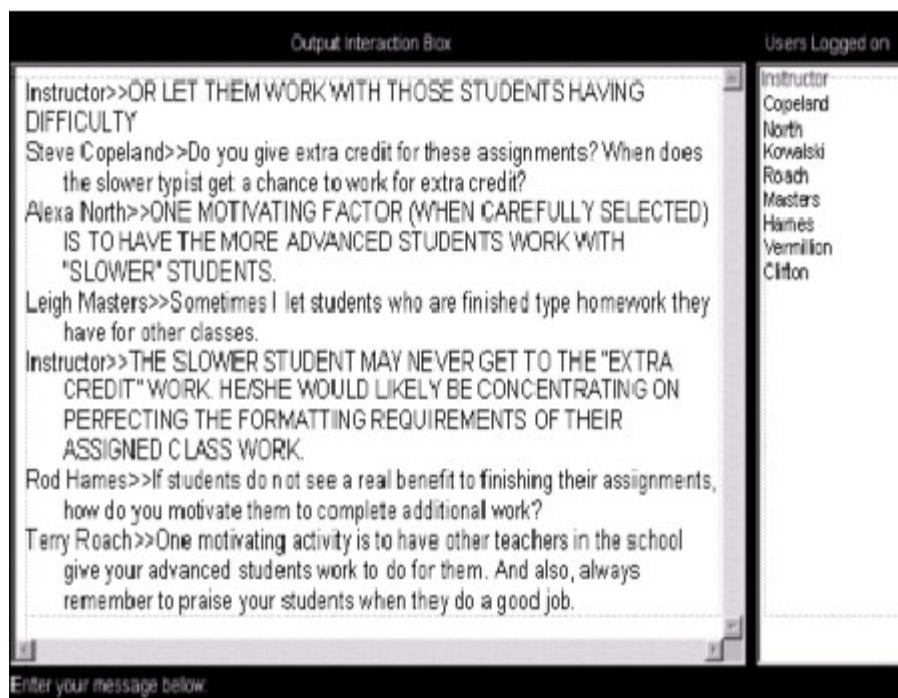 Output Interaction Box
Users Logged on
Instructor>>OR LET THEM WORK WITH THOSE STUDENTS HAVING
DIFFICULTY
Steve Copeland>>Do you give extra credit for these assignments? When does
the slower typist get a chance to work for extra credit?
Alexa North>>ONE MOTIVATING FACTOR (WHEN CAREFULLY SELECTED)
IS TO HAVE THE MORE ADVANCED STUDENTS WORK WITH
"SLOWER" STUDENTS.
Leigh Masters>>Sometimes I let students who are finished type homework they
have for other classes.
Instructor>>THE SLOWER STUDENT MAY NEVER GET TO THE "EXTRA
CREDIT" WORK. HE/SHE WOULD LIKELY BE CONCENTRATING ON
PERFECTING THE FORMATTING REQUIREMENTS OF THEIR
ASSIGNED CLASS WORK.
Rod Hames>>If students do not see a real benefit to finishing their assignments,
how do you motivate them to complete additional work?
Terry Roach>>One motivating activity is to have other teachers in the school
give your advanced students work to do for them. And also, always
remember to praise your students when they do a good job.
Instructor
Copeland
North
Kowalski
Roach
Masters
Hames
Vermillion
Clifton
Enter your message below: